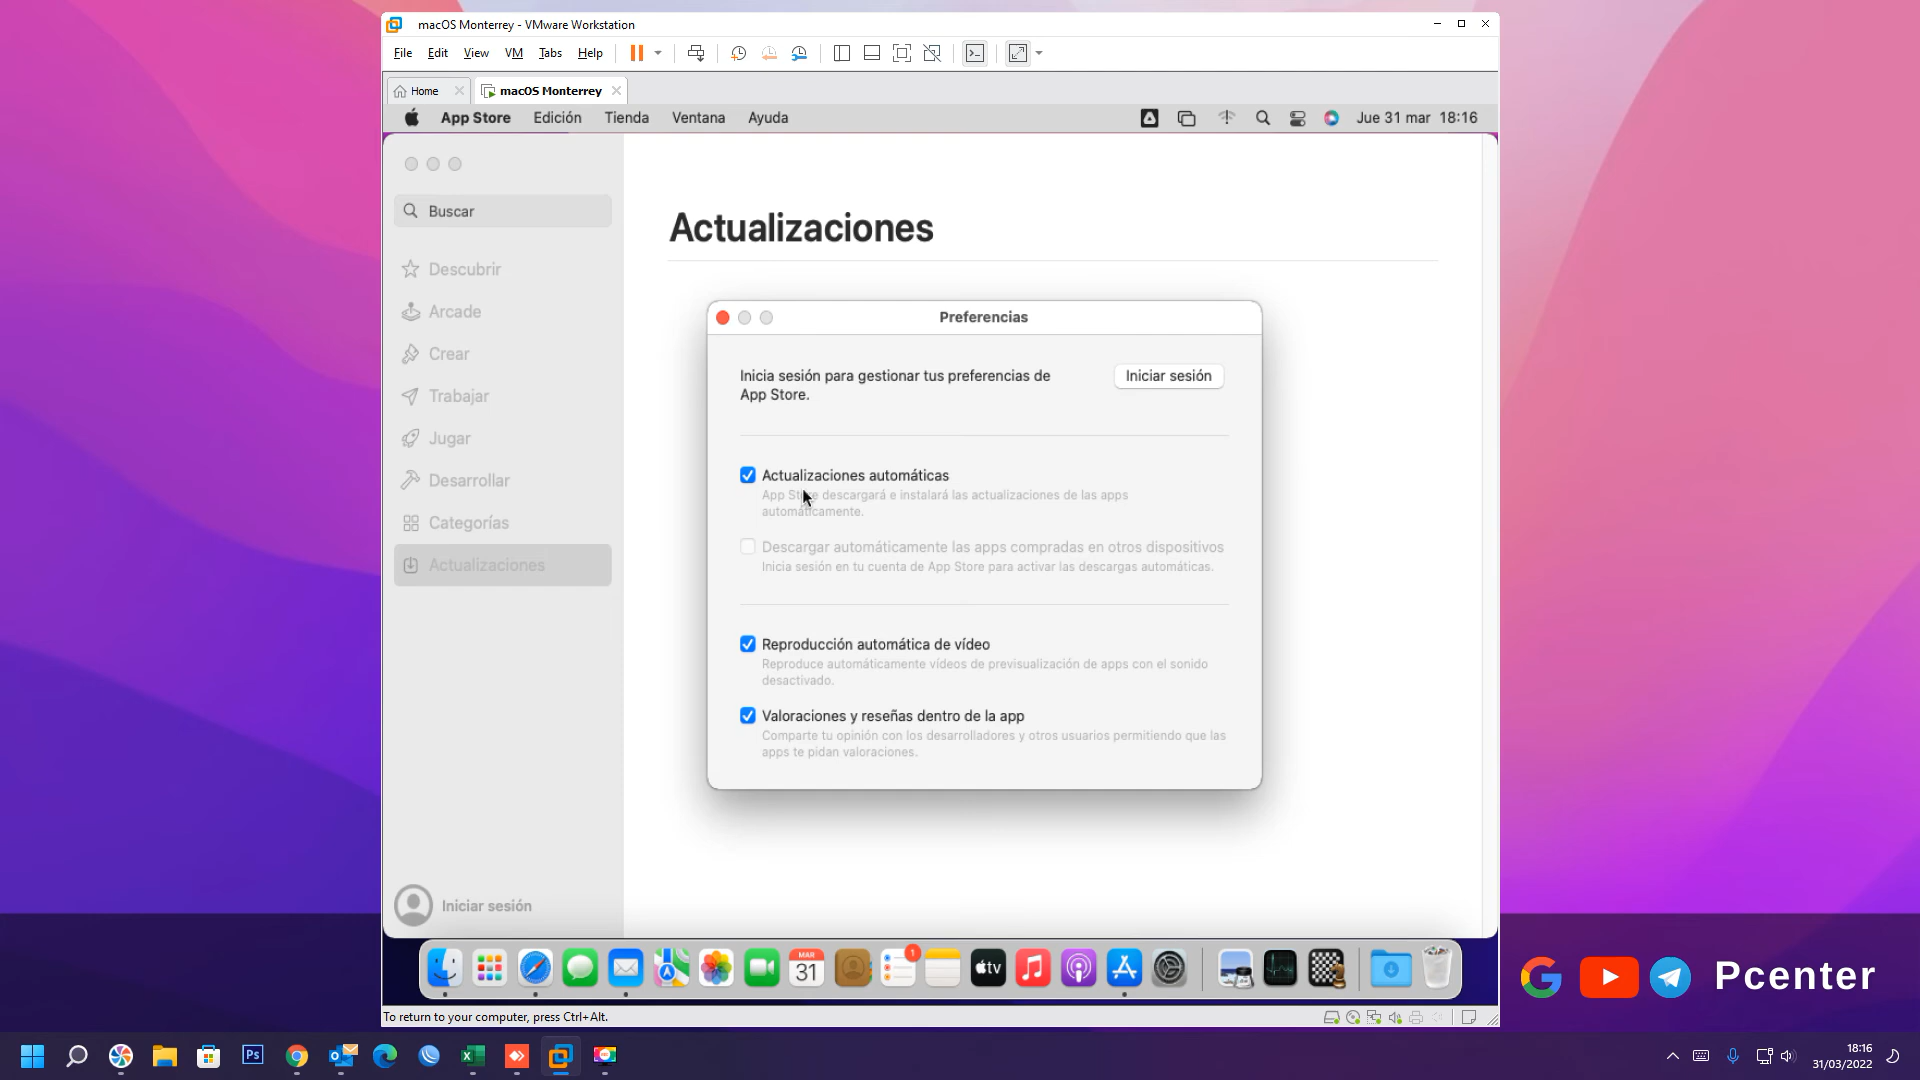 macOS Monterrey - VMware Workstation
File Edit View VM Tabs Help
Home macOS Monterrey
App Store Edición Tienda Ventana Ayuda Jue 31 mar 18:16
Buscar
Descubrir
Arcade
Crear
Trabajar
Jugar
Desarrollar
Categorías
Actualizaciones
Iniciar sesión
Actualizaciones
Preferencias
Inicia sesión para gestionar tus preferencias de
App Store.
Iniciar sesión
Actualizaciones automáticas
App Store descargará e instalará las actualizaciones de las apps
automáticamente.
Descargar automáticamente las apps compradas en otros dispositivos
Inicia sesión en tu cuenta de App Store para activar las descargas automáticas.
Reproducción automática de vídeo
Reproduce automáticamente vídeos de previsualización de apps con el sonido
desactivado.
Valoraciones y reseñas dentro de la app
Comparte tu opinión con los desarrolladores y otros usuarios permitiendo que las
apps te pidan valoraciones.
MAR
31
1
tv
To return to your computer, press Ctrl+Alt.
G Pcenter
Ps
18:16
31/03/2022